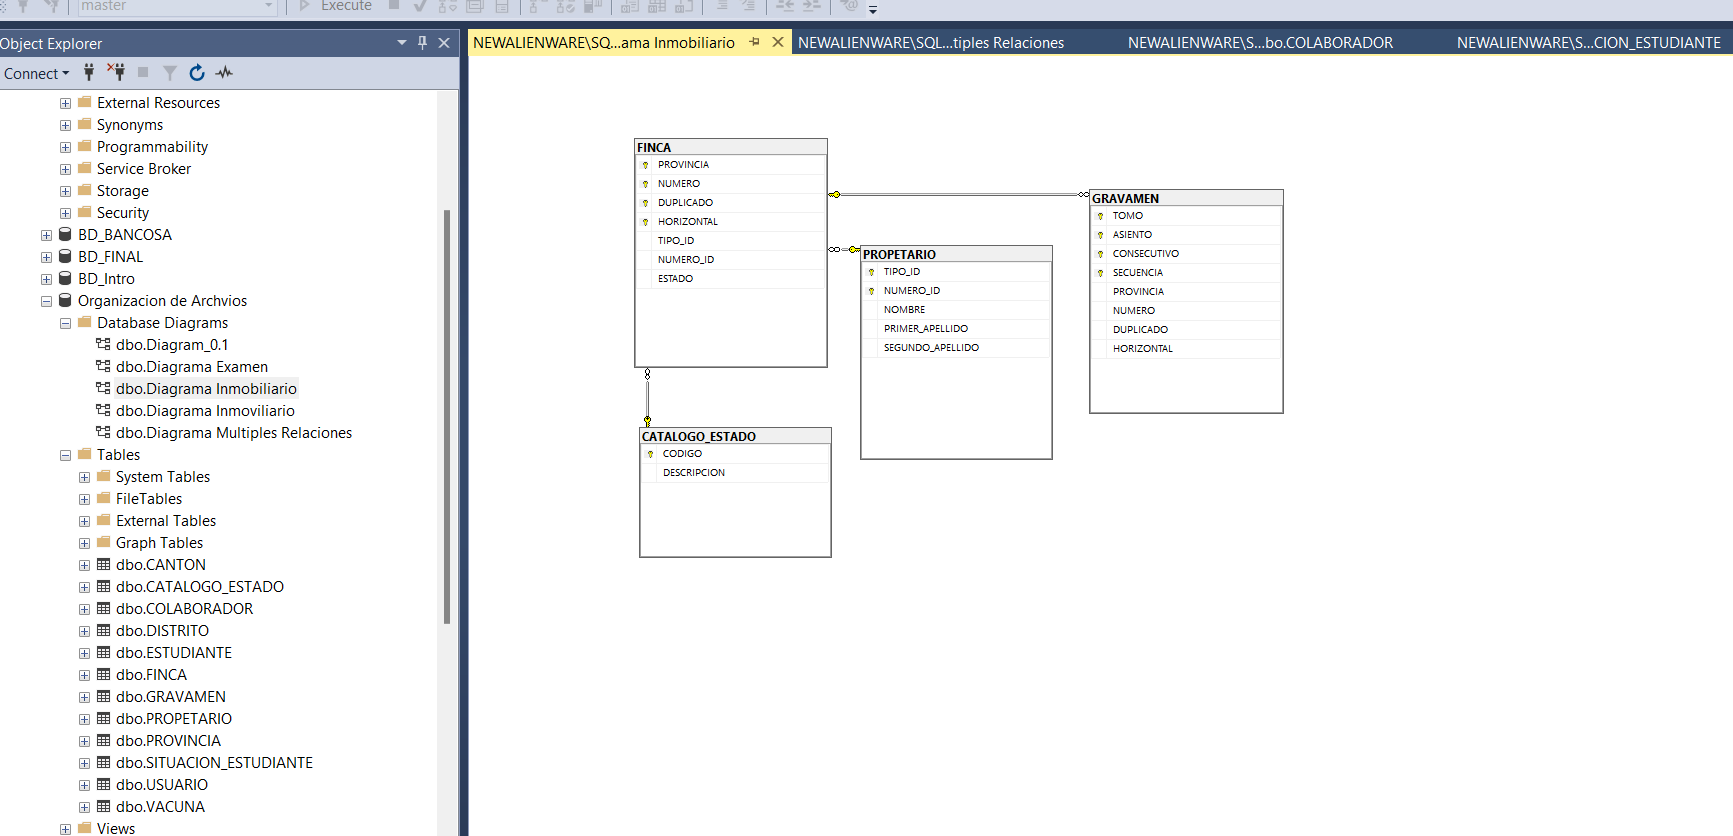 master
Execute
Object Explorer
NEWALIENWARE\SQ...ama Inmobiliario
NEWALIENWARE\SQL...tiples Relaciones
NEWALIENWARE\S...bo.COLABORADOR
NEWALIENWARE\S...CION_ESTUDIANTE
Connect
External Resources
Synonyms
Programmability
Service Broker
Storage
Security
BD_BANCOSA
BD_FINAL
BD_Intro
Organizacion de Archvios
Database Diagrams
dbo.Diagram_0.1
dbo.Diagrama Examen
dbo.Diagrama Inmobiliario
dbo.Diagrama Inmoviliario
dbo.Diagrama Multiples Relaciones
Tables
System Tables
FileTables
External Tables
Graph Tables
dbo.CANTON
dbo.CATALOGO_ESTADO
dbo.COLABORADOR
dbo.DISTRITO
dbo.ESTUDIANTE
dbo.FINCA
dbo.GRAVAMEN
dbo.PROPETARIO
dbo.PROVINCIA
dbo.SITUACION_ESTUDIANTE
dbo.USUARIO
dbo.VACUNA
Views
FINCA
PROVINCIA
NUMERO
DUPLICADO
HORIZONTAL
TIPO_ID
NUMERO_ID
ESTADO
PROPETARIO
TIPO_ID
NUMERO_ID
NOMBRE
PRIMER_APELLIDO
SEGUNDO_APELLIDO
GRAVAMEN
TOMO
ASIENTO
CONSECUTIVO
SECUENCIA
PROVINCIA
NUMERO
DUPLICADO
HORIZONTAL
CATALOGO_ESTADO
CODIGO
DESCRIPCION